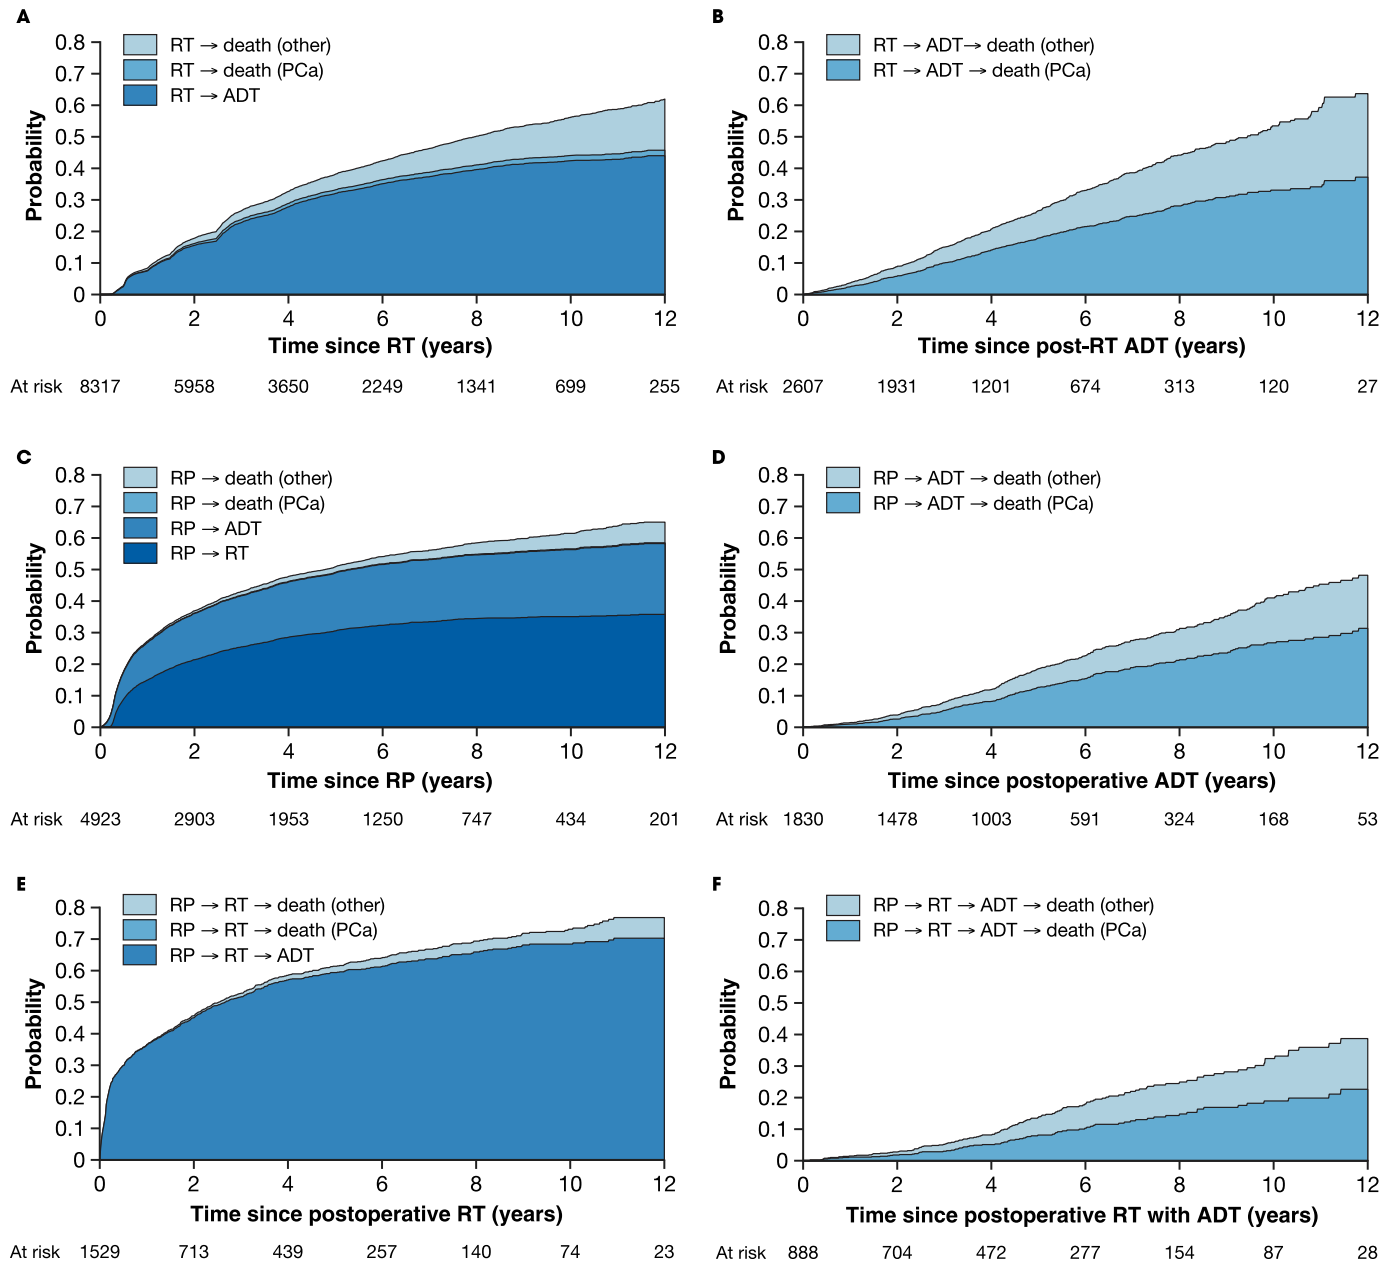 A
RT → death (other)
RT → death (PCa)
RT → ADT
0.8
0.7
0.6
0.5
0.4
0.3
0.2
0.1
0
Probability
0 2 4 6 8 10 12
Time since RT (years)
At risk 8317 5958 3650 2249 1341 699 255
B
RT → ADT→ death (other)
RT → ADT → death (PCa)
0.8
0.7
0.6
0.5
0.4
0.3
0.2
0.1
0
Probability
0 2 4 6 8 10 12
Time since post-RT ADT (years)
At risk 2607 1931 1201 674 313 120 27
C
RP → death (other)
RP → death (PCa)
RP → ADT
RP → RT
0.8
0.7
0.6
0.5
0.4
0.3
0.2
0.1
0
Probability
0 2 4 6 8 10 12
Time since RP (years)
At risk 4923 2903 1953 1250 747 434 201
D
RP → ADT → death (other)
RP → ADT → death (PCa)
0.8
0.7
0.6
0.5
0.4
0.3
0.2
0.1
0
Probability
0 2 4 6 8 10 12
Time since postoperative ADT (years)
At risk 1830 1478 1003 591 324 168 53
E
RP → RT → death (other)
RP → RT → death (PCa)
RP → RT → ADT
0.8
0.7
0.6
0.5
0.4
0.3
0.2
0.1
0
Probability
0 2 4 6 8 10 12
Time since postoperative RT (years)
At risk 1529 713 439 257 140 74 23
F
RP → RT → ADT → death (other)
RP → RT → ADT → death (PCa)
0.8
0.7
0.6
0.5
0.4
0.3
0.2
0.1
0
Probability
0 2 4 6 8 10 12
Time since postoperative RT with ADT (years)
At risk 888 704 472 277 154 87 28